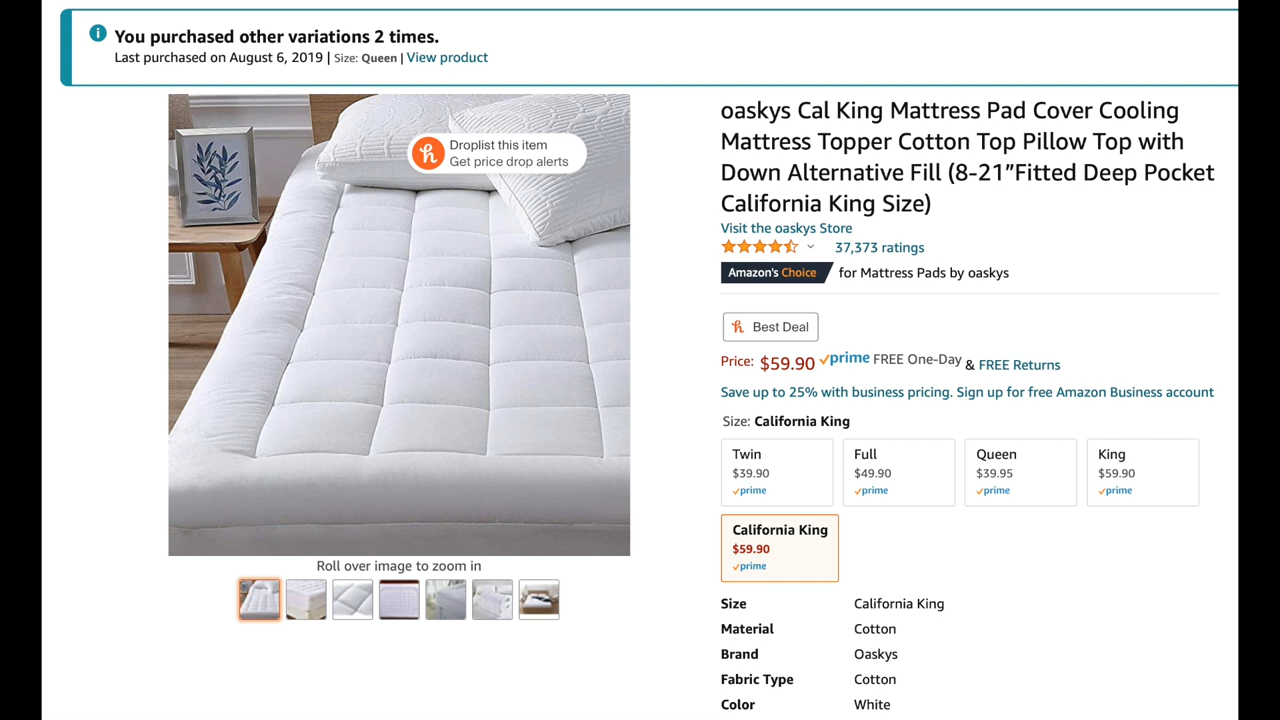 You purchased other variations 2 times.
Last purchased on August 6, 2019 | Size: Queen | View product
Droplist this item
Get price drop alerts
oaskys Cal King Mattress Pad Cover Cooling
Mattress Topper Cotton Top Pillow Top with
Down Alternative Fill (8-21”Fitted Deep Pocket
California King Size)
Visit the oaskys Store
37,373 ratings
Amazon's Choice for Mattress Pads by oaskys
Best Deal
Price: $59.90 prime FREE One-Day & FREE Returns
Save up to 25% with business pricing. Sign up for free Amazon Business account
Size: California King
Twin Full Queen King
$39.90 $49.90 $39.95 $59.90
prime prime prime prime
California King
$59.90
prime
Roll over image to zoom in
Size California King
Material Cotton
Brand Oaskys
Fabric Type Cotton
Color White